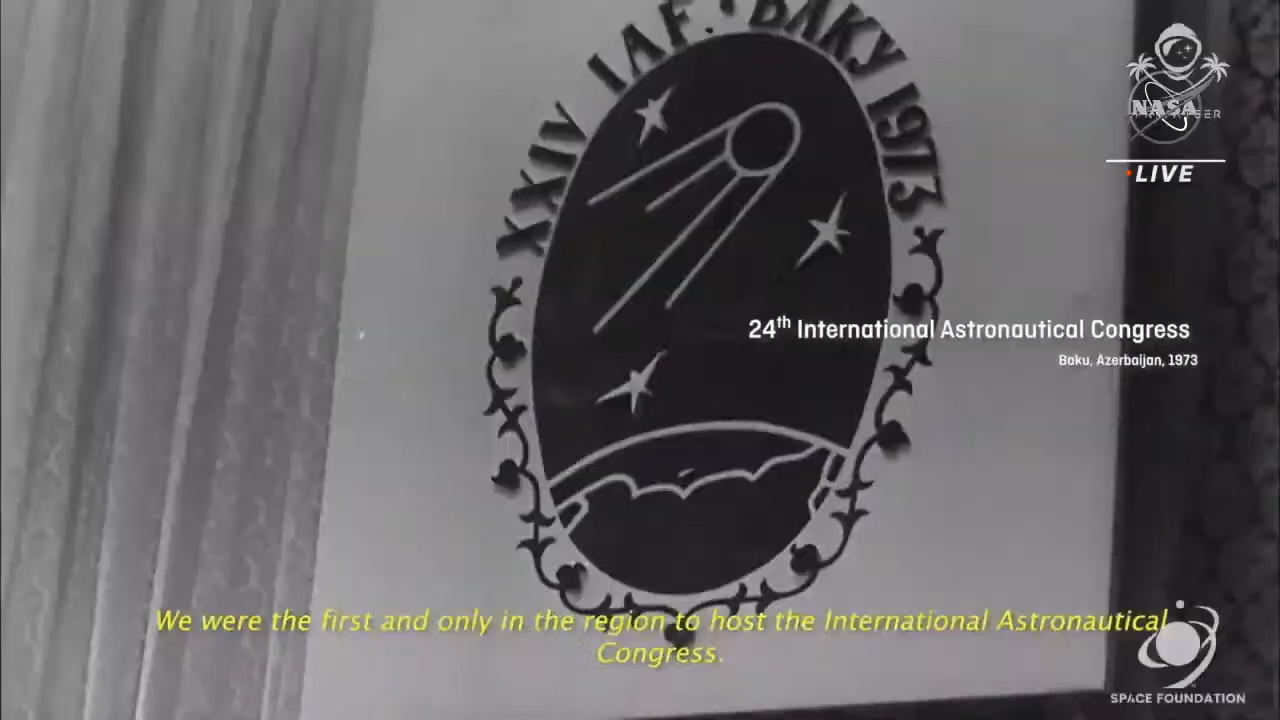 XXIV IAF · BAKY 1973
NASA
LIVE
24th International Astronautical Congress
Baku, Azerbaijan, 1973
We were the first and only in the region to host the International Astronautical
Congress.
SPACE FOUNDATION